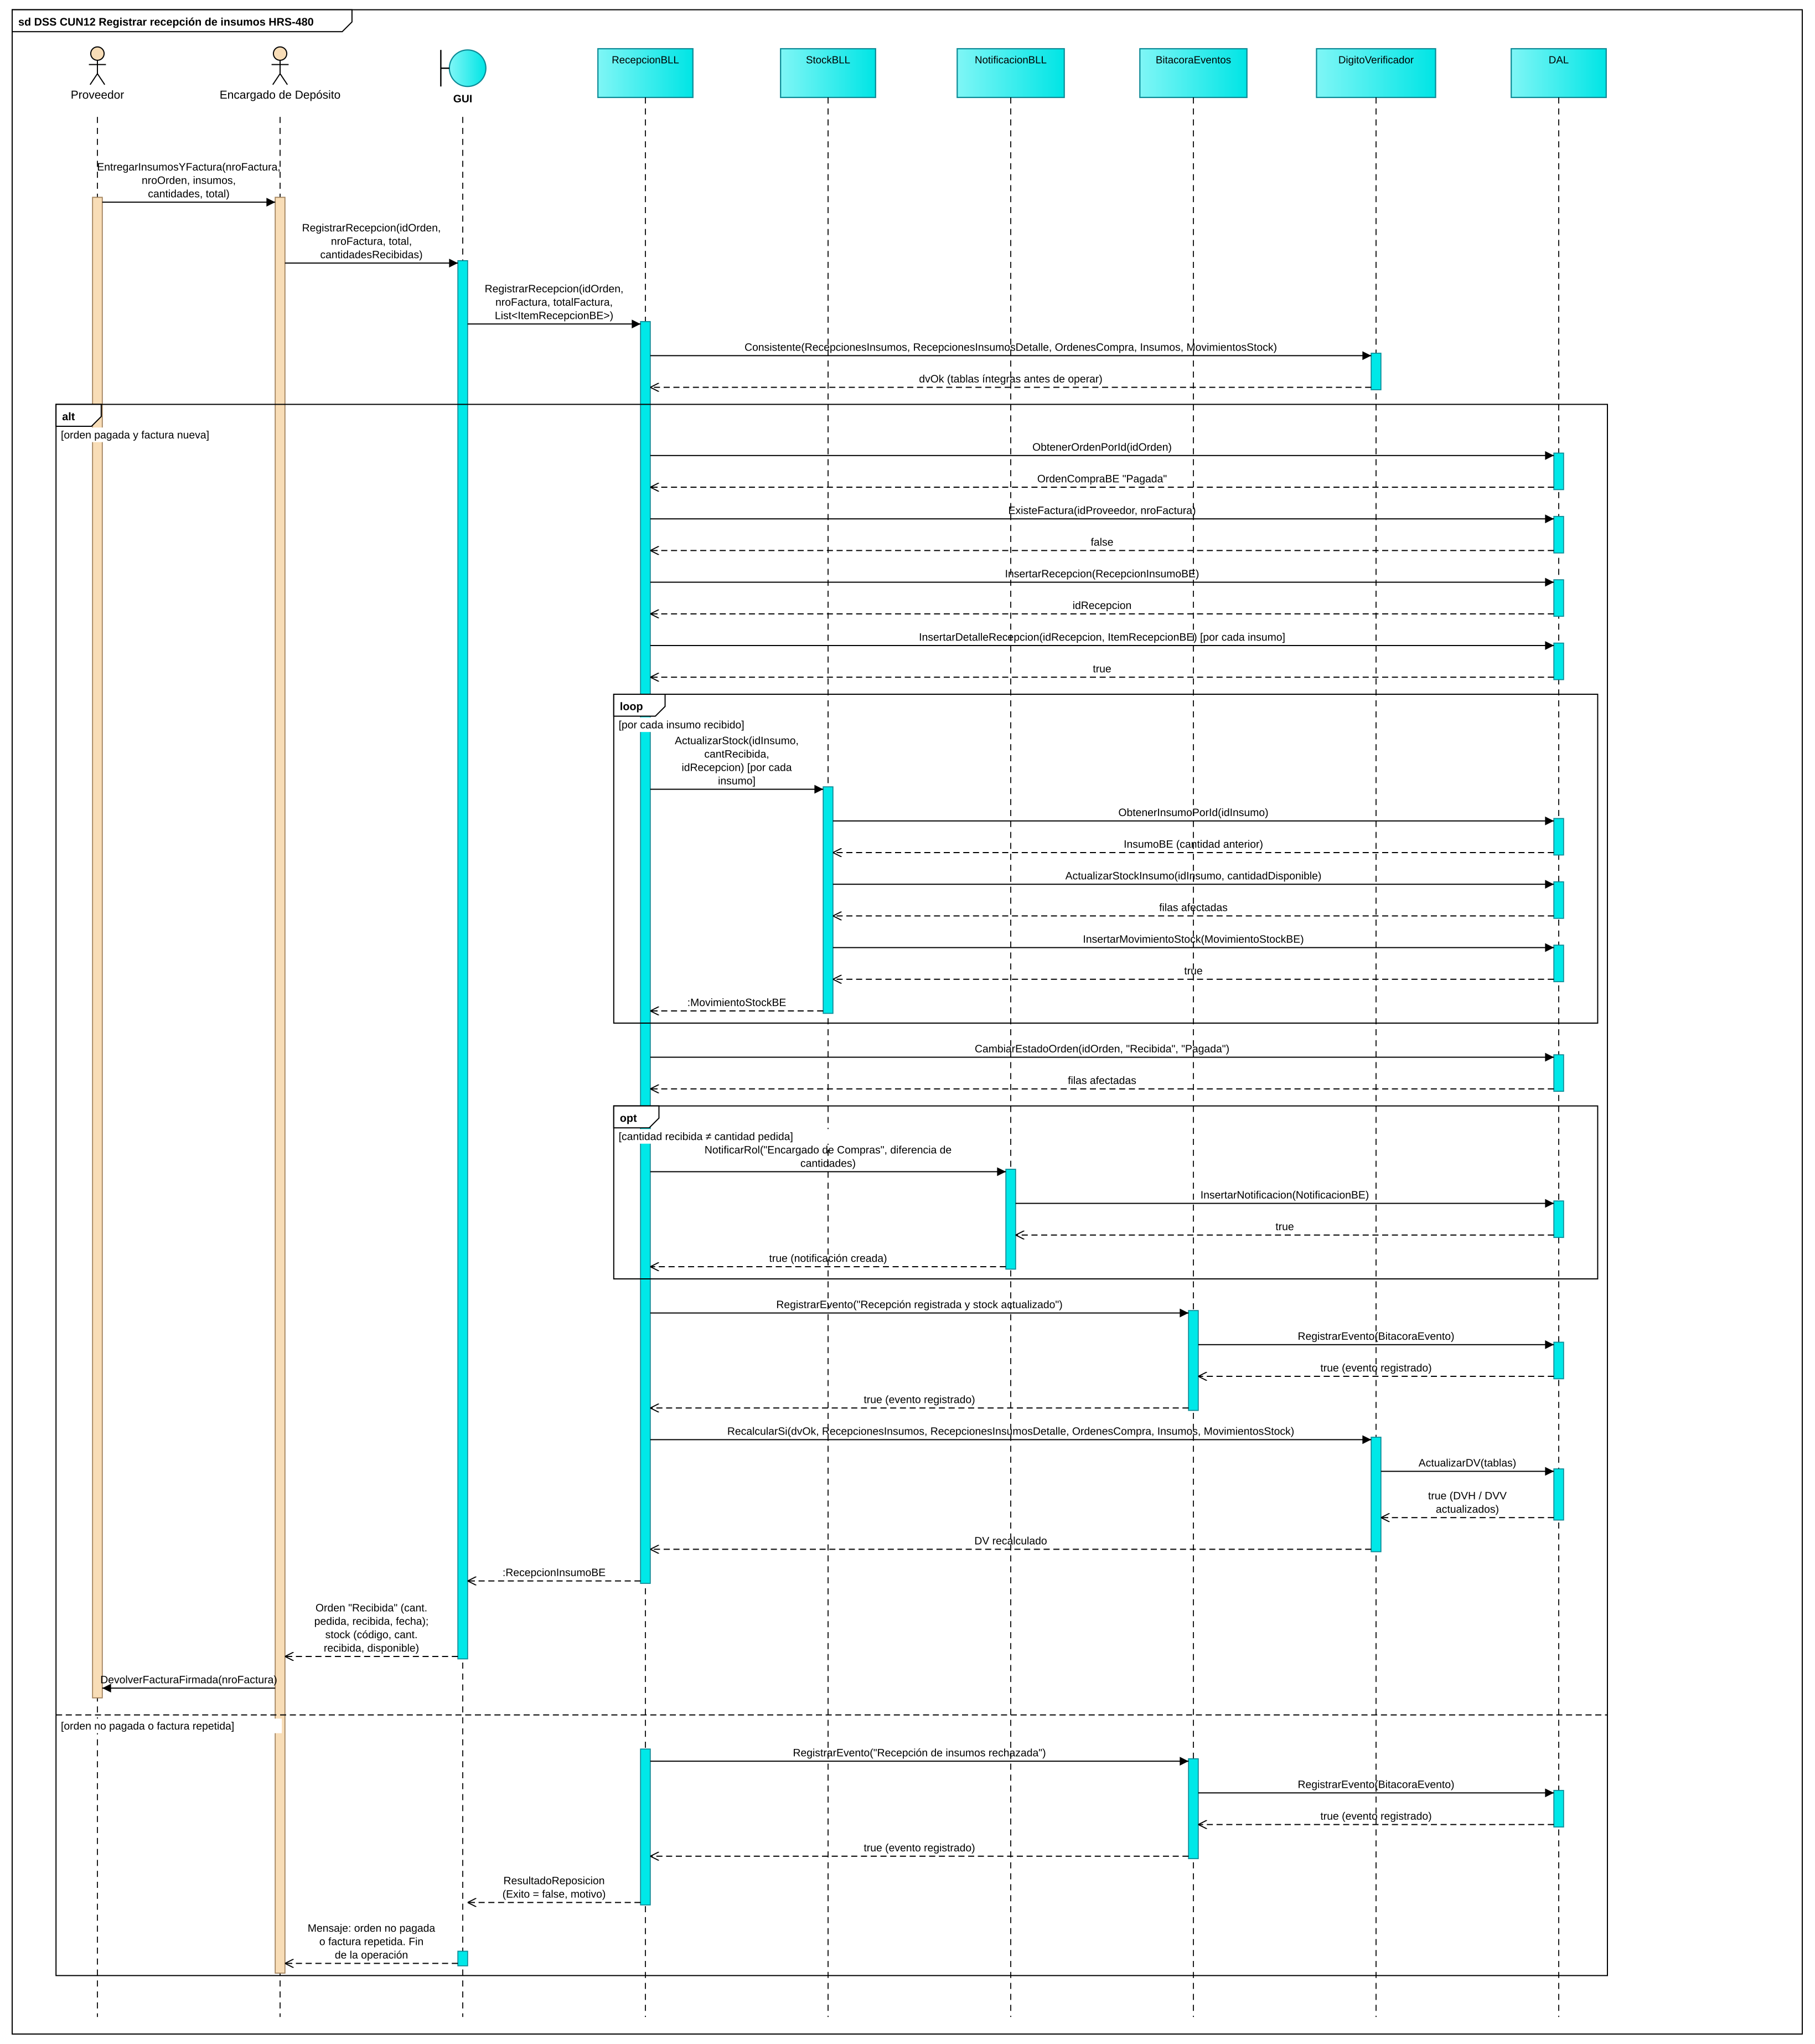 sd DSS CUN12 Registrar recepción de insumos HRS-480
Proveedor
Encargado de Depósito
GUI
RecepcionBLL
StockBLL
NotificacionBLL
BitacoraEventos
DigitoVerificador
DAL
EntregarInsumosYFactura(nroFactura,
nroOrden, insumos,
cantidades, total)
RegistrarRecepcion(idOrden,
nroFactura, total,
cantidadesRecibidas)
RegistrarRecepcion(idOrden,
nroFactura, totalFactura,
List<ItemRecepcionBE>)
Consistente(RecepcionesInsumos, RecepcionesInsumosDetalle, OrdenesCompra, Insumos, MovimientosStock)
dvOk (tablas íntegras antes de operar)
alt
[orden pagada y factura nueva]
ObtenerOrdenPorId(idOrden)
OrdenCompraBE "Pagada"
ExisteFactura(idProveedor, nroFactura)
false
InsertarRecepcion(RecepcionInsumoBE)
idRecepcion
InsertarDetalleRecepcion(idRecepcion, ItemRecepcionBE) [por cada insumo]
true
loop
[por cada insumo recibido]
ActualizarStock(idInsumo,
cantRecibida,
idRecepcion) [por cada
insumo]
ObtenerInsumoPorId(idInsumo)
InsumoBE (cantidad anterior)
ActualizarStockInsumo(idInsumo, cantidadDisponible)
filas afectadas
InsertarMovimientoStock(MovimientoStockBE)
true
:MovimientoStockBE
CambiarEstadoOrden(idOrden, "Recibida", "Pagada")
filas afectadas
opt
[cantidad recibida ≠ cantidad pedida]
NotificarRol("Encargado de Compras", diferencia de
cantidades)
InsertarNotificacion(NotificacionBE)
true
true (notificación creada)
RegistrarEvento("Recepción registrada y stock actualizado")
RegistrarEvento(BitacoraEvento)
true (evento registrado)
true (evento registrado)
RecalcularSi(dvOk, RecepcionesInsumos, RecepcionesInsumosDetalle, OrdenesCompra, Insumos, MovimientosStock)
ActualizarDV(tablas)
true (DVH / DVV
actualizados)
DV recalculado
:RecepcionInsumoBE
Orden "Recibida" (cant.
pedida, recibida, fecha);
stock (código, cant.
recibida, disponible)
DevolverFacturaFirmada(nroFactura)
[orden no pagada o factura repetida]
RegistrarEvento("Recepción de insumos rechazada")
RegistrarEvento(BitacoraEvento)
true (evento registrado)
true (evento registrado)
ResultadoReposicion
(Exito = false, motivo)
Mensaje: orden no pagada
o factura repetida. Fin
de la operación